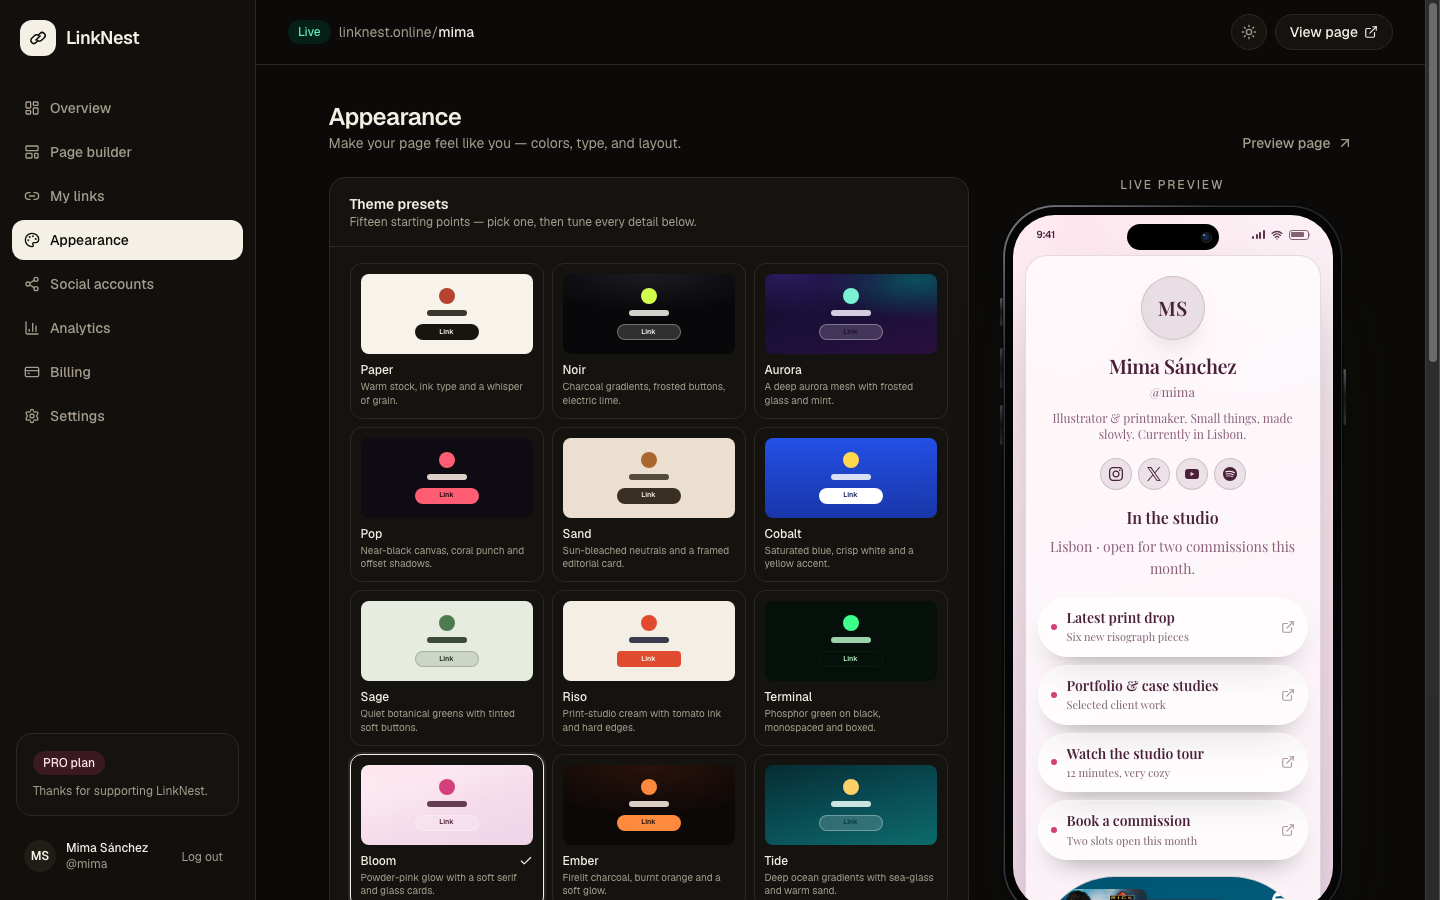 LinkNest
Live linknest.online/mima
View page
Overview
Page builder
My links
Appearance
Social accounts
Analytics
Billing
Settings
PRO plan
Thanks for supporting LinkNest.
MS
Mima Sánchez
@mima
Log out
Appearance
Make your page feel like you — colors, type, and layout.
Preview page
Theme presets
Fifteen starting points — pick one, then tune every detail below.
Link
Paper
Warm stock, ink type and a whisper
of grain.
Link
Noir
Charcoal gradients, frosted buttons,
electric lime.
Link
Aurora
A deep aurora mesh with frosted
glass and mint.
Link
Pop
Near-black canvas, coral punch and
offset shadows.
Link
Sand
Sun-bleached neutrals and a framed
editorial card.
Link
Cobalt
Saturated blue, crisp white and a
yellow accent.
Link
Sage
Quiet botanical greens with tinted
soft buttons.
Link
Riso
Print-studio cream with tomato ink
and hard edges.
Link
Terminal
Phosphor green on black,
monospaced and boxed.
Link
Bloom
Powder-pink glow with a soft serif
and glass cards.
Link
Ember
Firelit charcoal, burnt orange and a
soft glow.
Link
Tide
Deep ocean gradients with sea-glass
and warm sand.
LIVE PREVIEW
9:41
MS
Mima Sánchez
@mima
Illustrator & printmaker. Small things, made
slowly. Currently in Lisbon.
In the studio
Lisbon · open for two commissions this
month.
Latest print drop
Six new risograph pieces
Portfolio & case studies
Selected client work
Watch the studio tour
12 minutes, very cozy
Book a commission
Two slots open this month